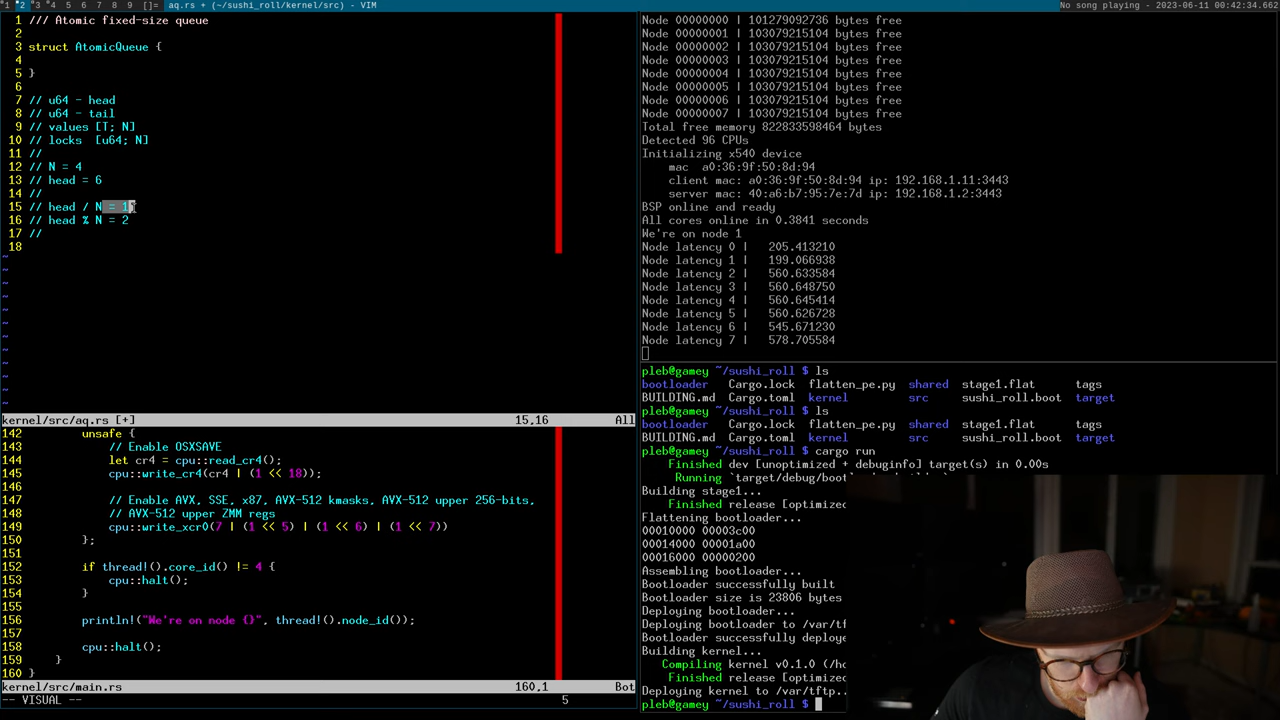 1 2 3 4 5 6 7 8 9 []= aq.rs + (~/sushi_roll/kernel/src) - VIM
No song playing - 2023-06-11 00:42:34.662
1 /// Atomic fixed-size queue
2
3 struct AtomicQueue {
4
5 }
6
7 // u64 - head
8 // u64 - tail
9 // values [T; N]
10 // locks  [u64; N]
11 //
12 // N = 4
13 // head = 6
14 //
15 // head / N = 1
16 // head % N = 2
17 //
18
~
~
~
~
~
~
~
~
~
~
~
~
kernel/src/aq.rs [+] 15,16 All
142 unsafe {
143 // Enable OSXSAVE
144 let cr4 = cpu::read_cr4();
145 cpu::write_cr4(cr4 | (1 << 18));
146
147 // Enable AVX, SSE, x87, AVX-512 kmasks, AVX-512 upper 256-bits,
148 // AVX-512 upper ZMM regs
149 cpu::write_xcr0(7 | (1 << 5) | (1 << 6) | (1 << 7))
150 };
151
152 if thread!().core_id() != 4 {
153 cpu::halt();
154 }
155
156 println!("We're on node {}", thread!().node_id());
157
158 cpu::halt();
159 }
160 }
kernel/src/main.rs 160,1 Bot
-- VISUAL -- 5
Node 00000000 | 101279092736 bytes free
Node 00000001 | 103079215104 bytes free
Node 00000002 | 103079215104 bytes free
Node 00000003 | 103079215104 bytes free
Node 00000004 | 103079215104 bytes free
Node 00000005 | 103079215104 bytes free
Node 00000006 | 103079215104 bytes free
Node 00000007 | 103079215104 bytes free
Total free memory 822833598464 bytes
Detected 96 CPUs
Initializing x540 device
mac a0:36:9f:50:8d:94
client mac: a0:36:9f:50:8d:94 ip: 192.168.1.11:3443
server mac: 40:a6:b7:95:7e:7d ip: 192.168.1.2:3443
BSP online and ready
All cores online in 0.3841 seconds
We're on node 1
Node latency 0 | 205.413210
Node latency 1 | 199.066938
Node latency 2 | 560.633584
Node latency 3 | 560.648750
Node latency 4 | 560.645414
Node latency 5 | 560.626728
Node latency 6 | 545.671230
Node latency 7 | 578.705584
pleb@gamey ~/sushi_roll $ ls
bootloader Cargo.lock flatten_pe.py shared stage1.flat tags
BUILDING.md Cargo.toml kernel src sushi_roll.boot target
pleb@gamey ~/sushi_roll $ ls
bootloader Cargo.lock flatten_pe.py shared stage1.flat tags
BUILDING.md Cargo.toml kernel src sushi_roll.boot target
pleb@gamey ~/sushi_roll $ cargo run
Finished dev [unoptimized + debuginfo] target(s) in 0.00s
Running `target/debug/boot
Building stage1...
Finished release [optimize
Flattening bootloader...
00010000 00003c00
00014000 00001a00
00016000 00000200
Assembling bootloader...
Bootloader successfully built
Bootloader size is 23806 bytes
Deploying bootloader...
Deploying bootloader to /var/tf
Bootloader successfully deploye
Building kernel...
Compiling kernel v0.1.0 (/ho
Finished release [optimize
Deploying kernel to /var/tftp..
pleb@gamey ~/sushi_roll $